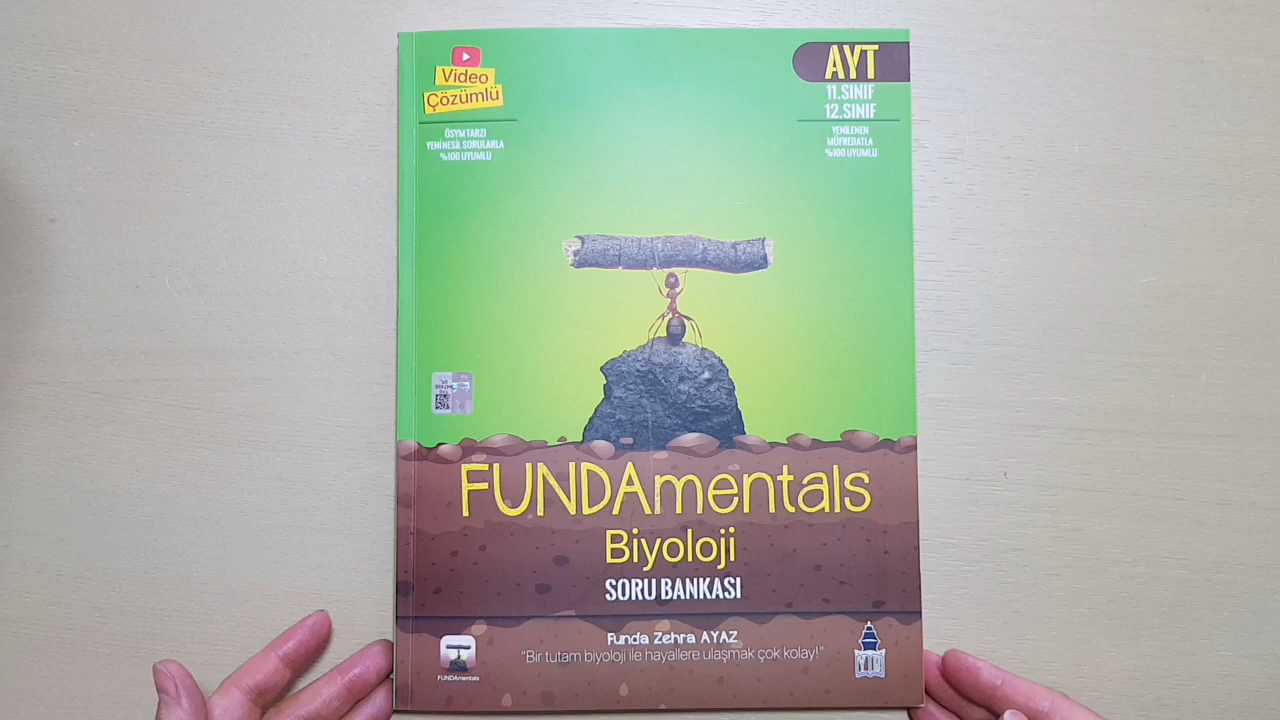 Video
Çözümlü
ÖSYM TARZI
YENİ NESİL SORULARLA
%100 UYUMLU
AYT
11.SINIF
12.SINIF
YENİLENEN
MÜFREDATLA
%100 UYUMLU
FUNDAmentals
Biyoloji
SORU BANKASI
Funda Zehra AYAZ
"Bir tutam biyoloji ile hayallere ulaşmak çok kolay!"
FUNDAmentals